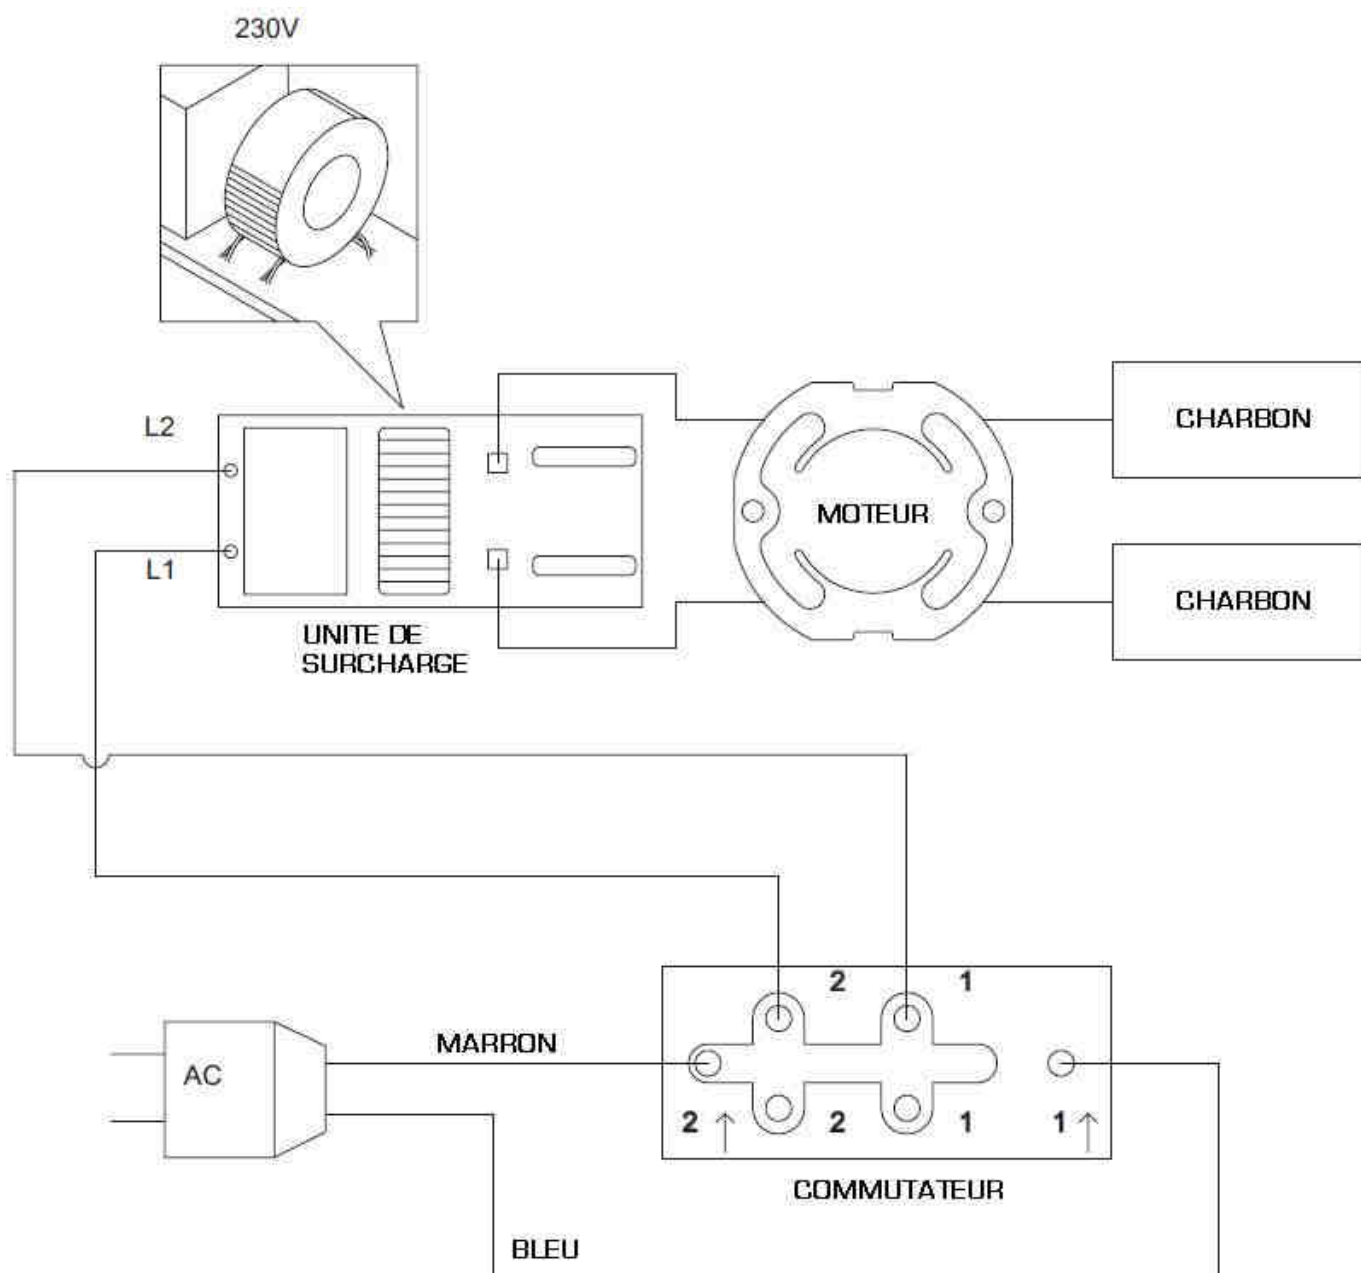 230V
L2
CHARBON
MOTEUR
L1
CHARBON
UNITE DE
SURCHARGE
2 1
MARRON
AC
2 2 1 1
COMMUTATEUR
BLEU